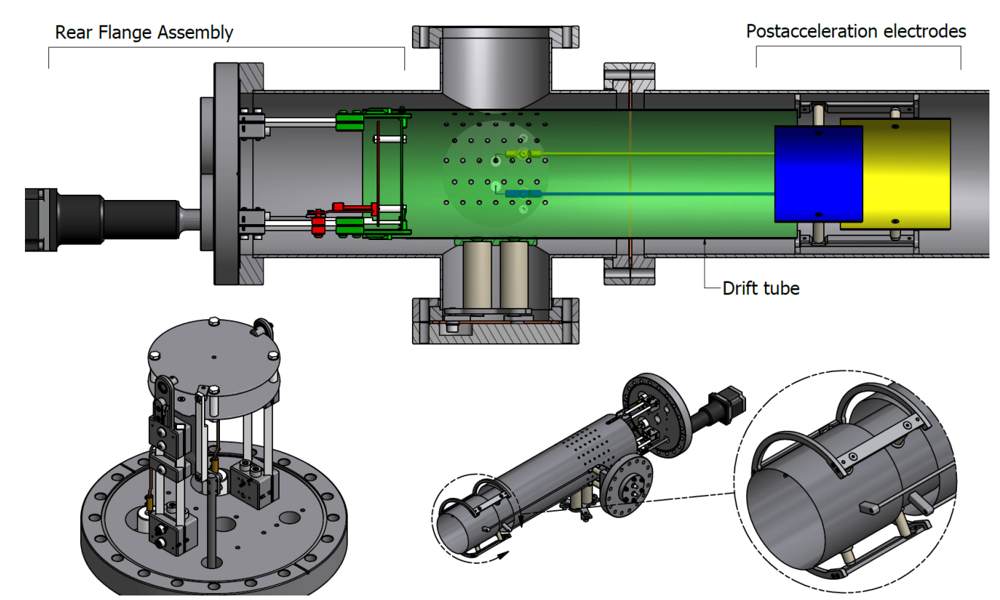 Rear Flange Assembly
Postacceleration electrodes
Drift tube